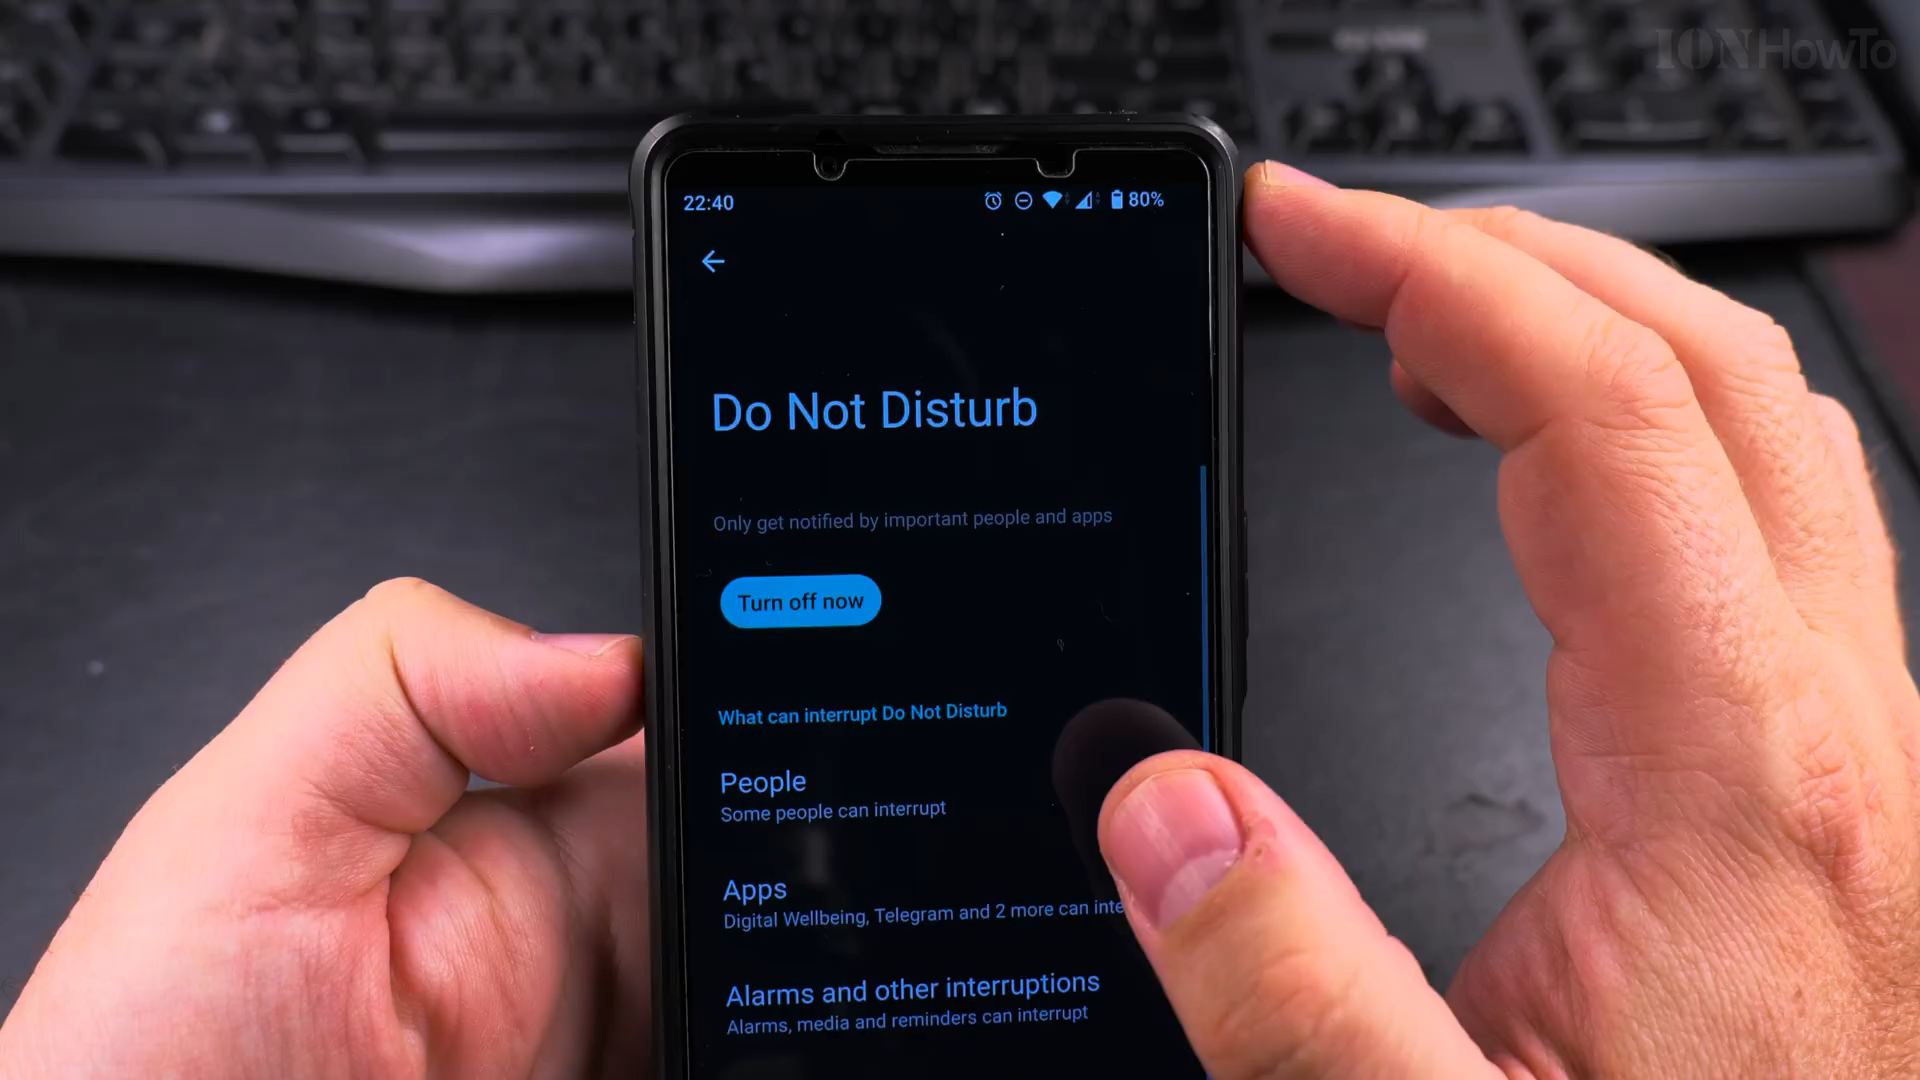 IONHowTo
22:40
80%
Do Not Disturb
Only get notified by important people and apps
Turn off now
What can interrupt Do Not Disturb
People
Some people can interrupt
Apps
Digital Wellbeing, Telegram and 2 more can inte
Alarms and other interruptions
Alarms, media and reminders can interrupt